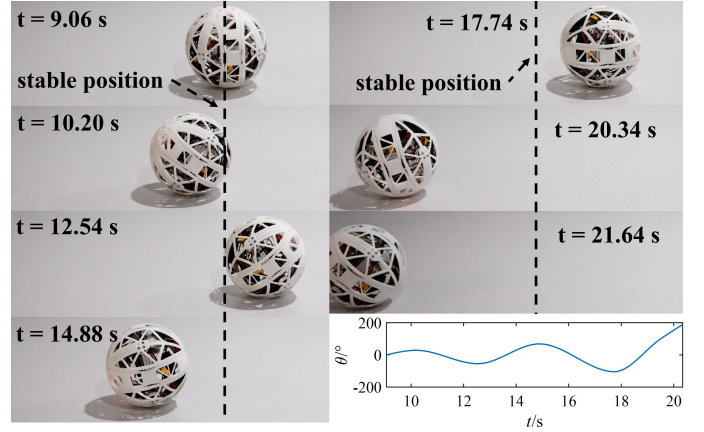 t = 9.06 s
stable position
t = 10.20 s
t = 12.54 s
t = 14.88 s
t = 17.74 s
stable position
t = 20.34 s
t = 21.64 s
200
0
-200
θ/°
10
12
14
16
18
20
t/s